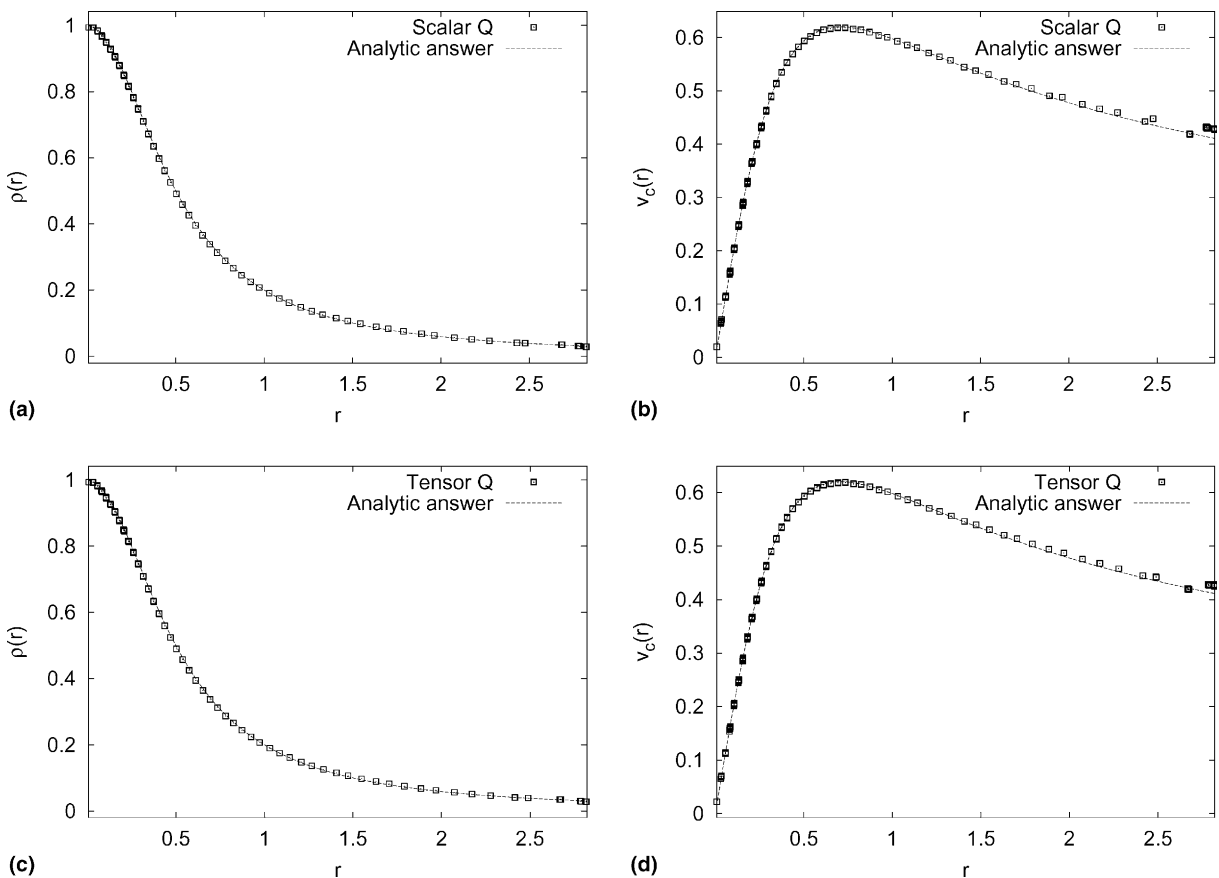 1
0.8
0.6
0.4
0.2
0
ρ(r)
Scalar Q
Analytic answer
0.5
1
1.5
2
2.5
r
(a)
0.6
0.5
0.4
0.3
0.2
0.1
0
v_c(r)
Scalar Q
Analytic answer
0.5
1
1.5
2
2.5
r
(b)
1
0.8
0.6
0.4
0.2
0
ρ(r)
Tensor Q
Analytic answer
0.5
1
1.5
2
2.5
r
(c)
0.6
0.5
0.4
0.3
0.2
0.1
0
v_c(r)
Tensor Q
Analytic answer
0.5
1
1.5
2
2.5
r
(d)